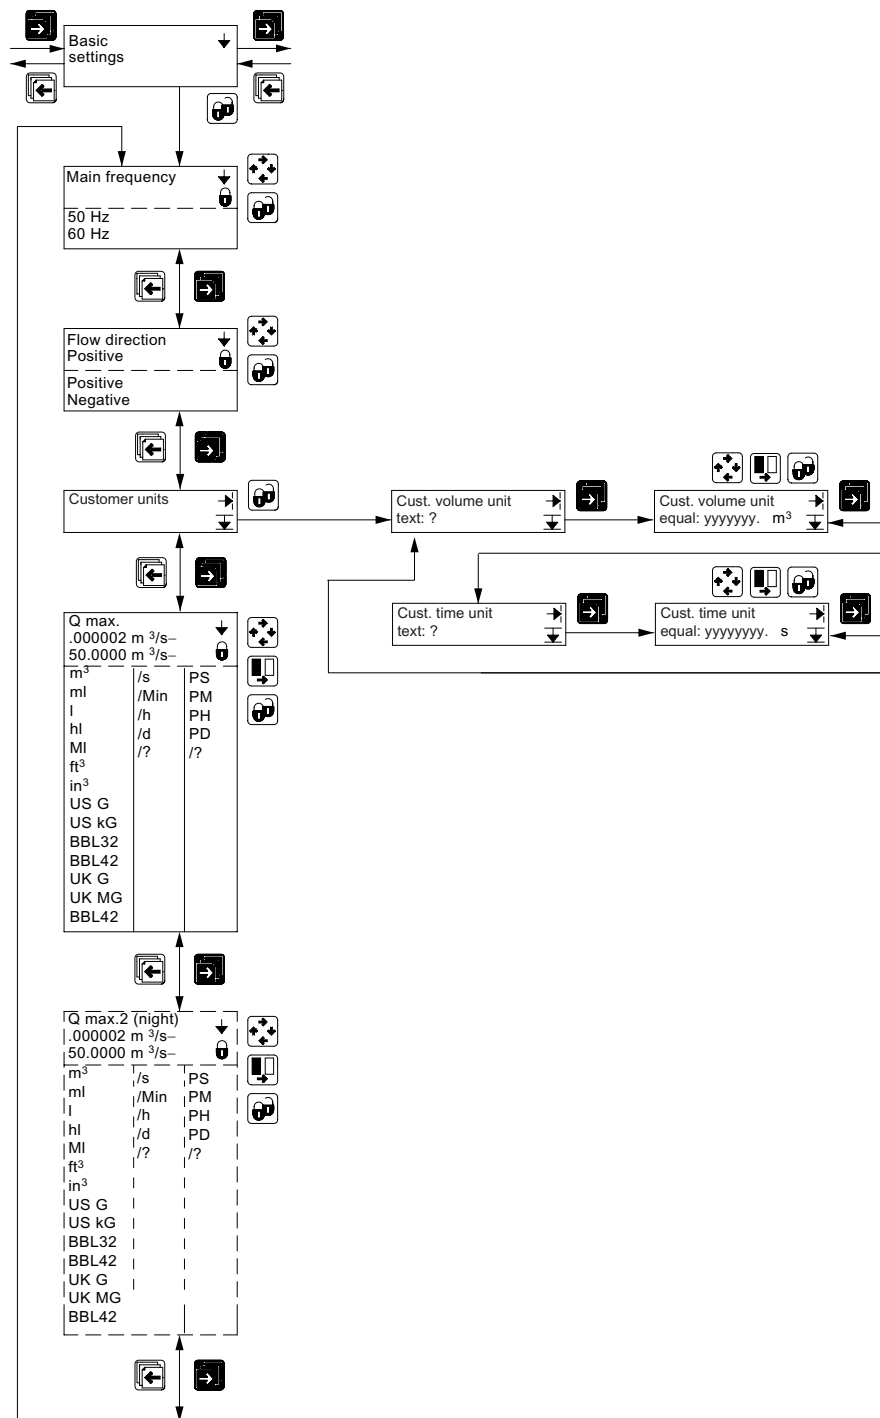 Basic
settings
Main frequency
50 Hz
60 Hz
Flow direction
Positive
Positive
Negative
Customer units
Cust. volume unit
text: ?
Cust. volume unit
equal: yyyyyyy. m³
Cust. time unit
text: ?
Cust. time unit
equal: yyyyyyyy. s
Q max.
.000002 m ³/s–
50.0000 m ³/s–
m³ /s PS
ml /Min PM
l /h PH
hl /d PD
Ml /? /?
ft³
in³
US G
US kG
BBL32
BBL42
UK G
UK MG
BBL42
Q max.2 (night)
.000002 m ³/s–
50.0000 m ³/s–
m³ /s PS
ml /Min PM
l /h PH
hl /d PD
Ml /? /?
ft³
in³
US G
US kG
BBL32
BBL42
UK G
UK MG
BBL42